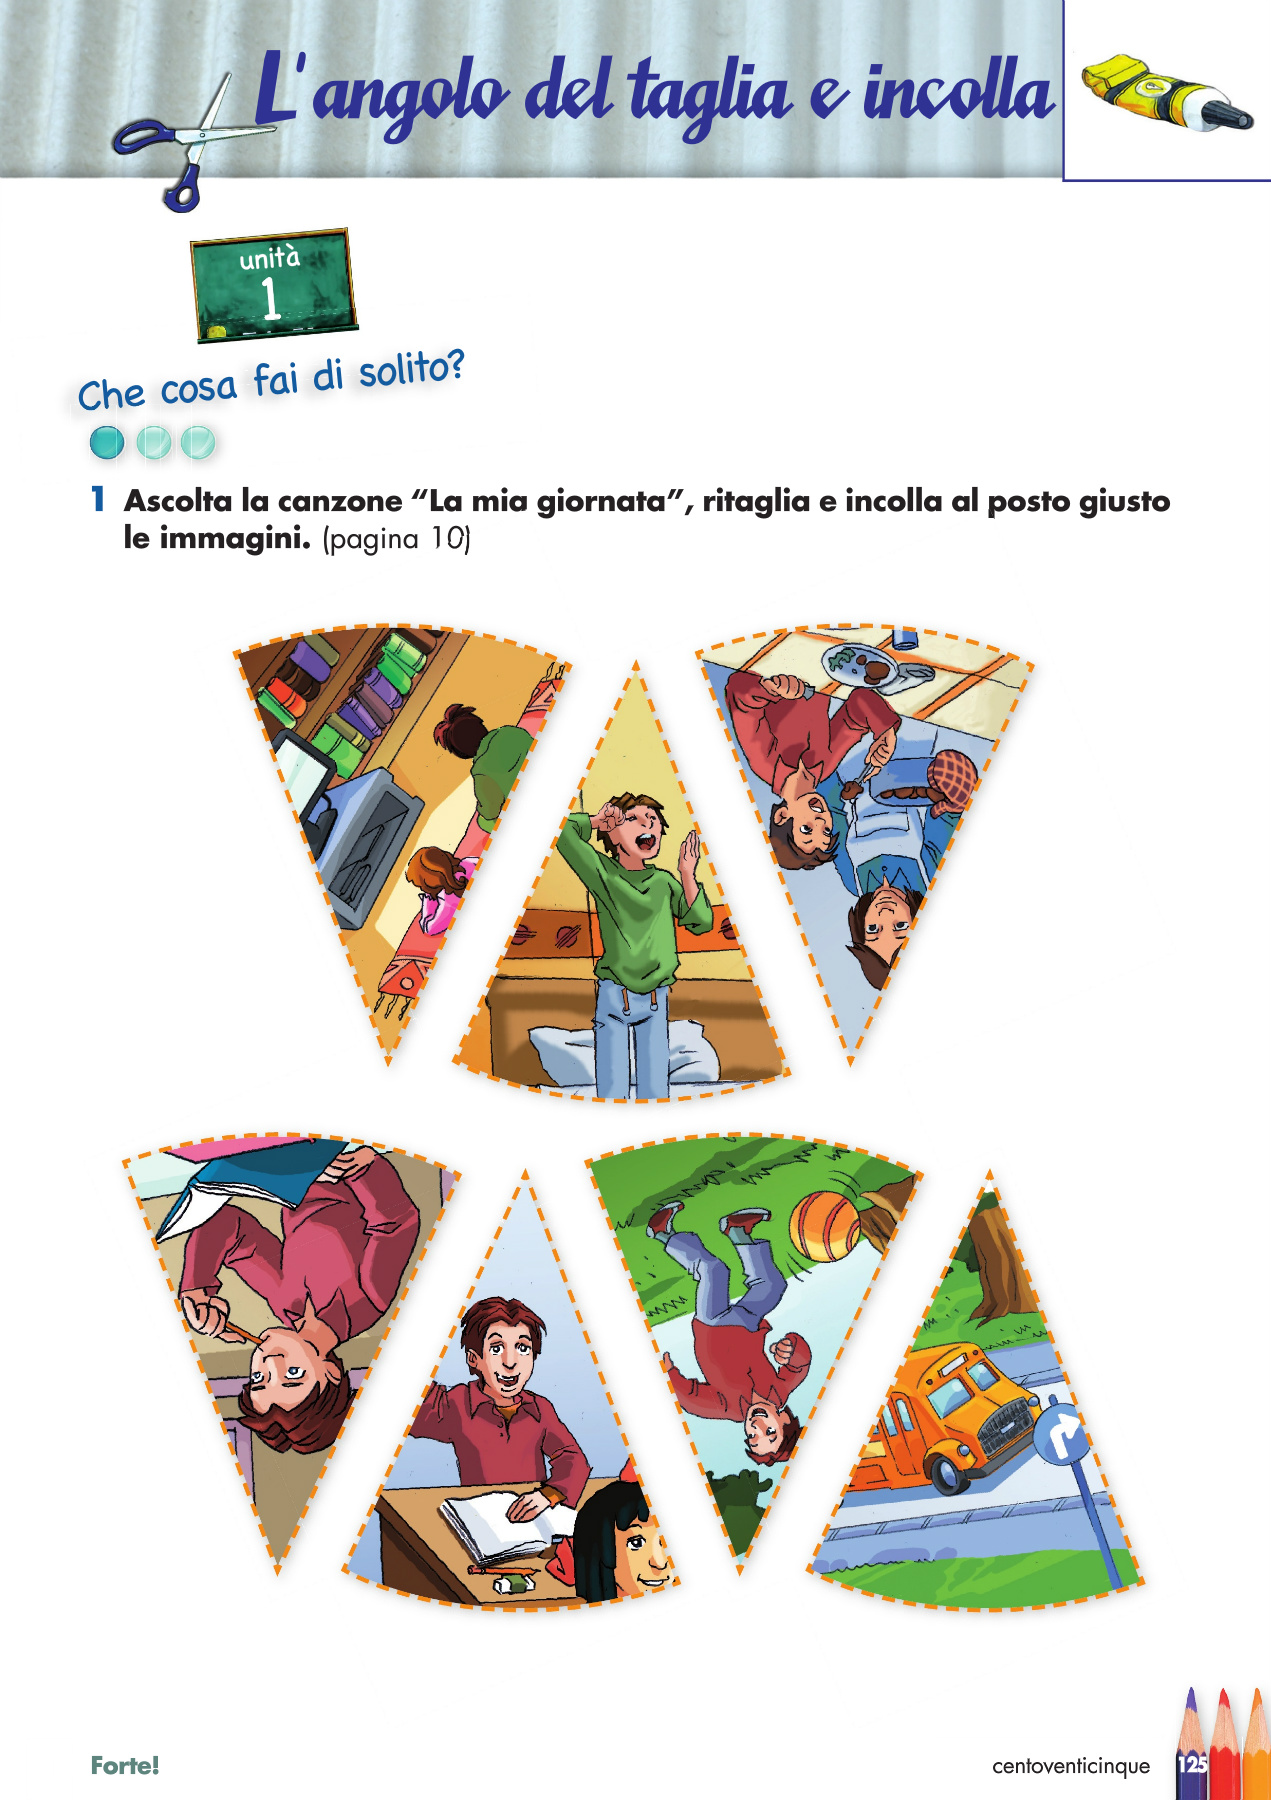 L'angolo del taglia e incolla
unità
1
Che cosa fai di solito?
1 Ascolta la canzone “La mia giornata”, ritaglia e incolla al posto giusto
le immagini. (pagina 10)
Forte!
centoventicinque
125